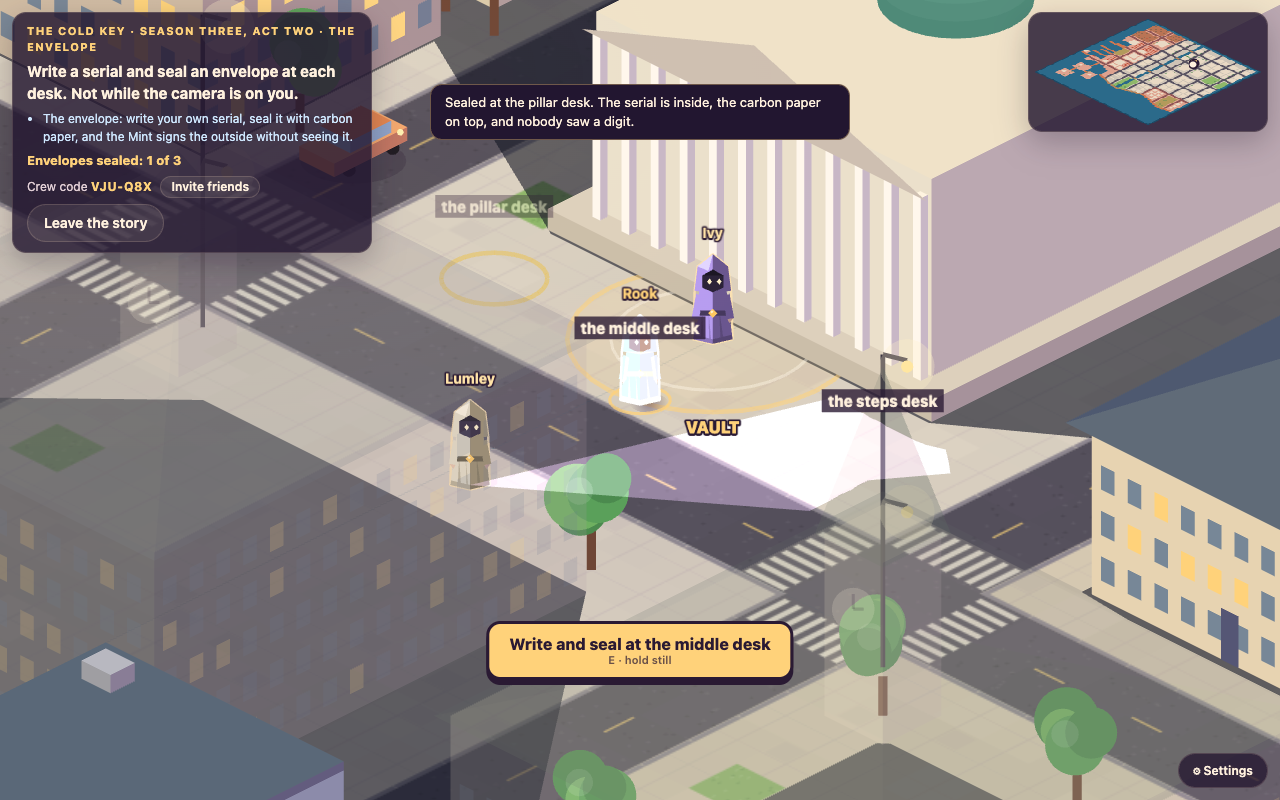 THE COLD KEY · SEASON THREE, ACT TWO · THE
ENVELOPE
Write a serial and seal an envelope at each
desk. Not while the camera is on you.
• The envelope: write your own serial, seal it with carbon
paper, and the Mint signs the outside without seeing it.
Envelopes sealed: 1 of 3
Crew code VJU-Q8X Invite friends
Leave the story
Sealed at the pillar desk. The serial is inside, the carbon paper
on top, and nobody saw a digit.
the pillar desk
Ivy
Rook
the middle desk
Lumley
the steps desk
VAULT
Write and seal at the middle desk
E · hold still
⚙ Settings